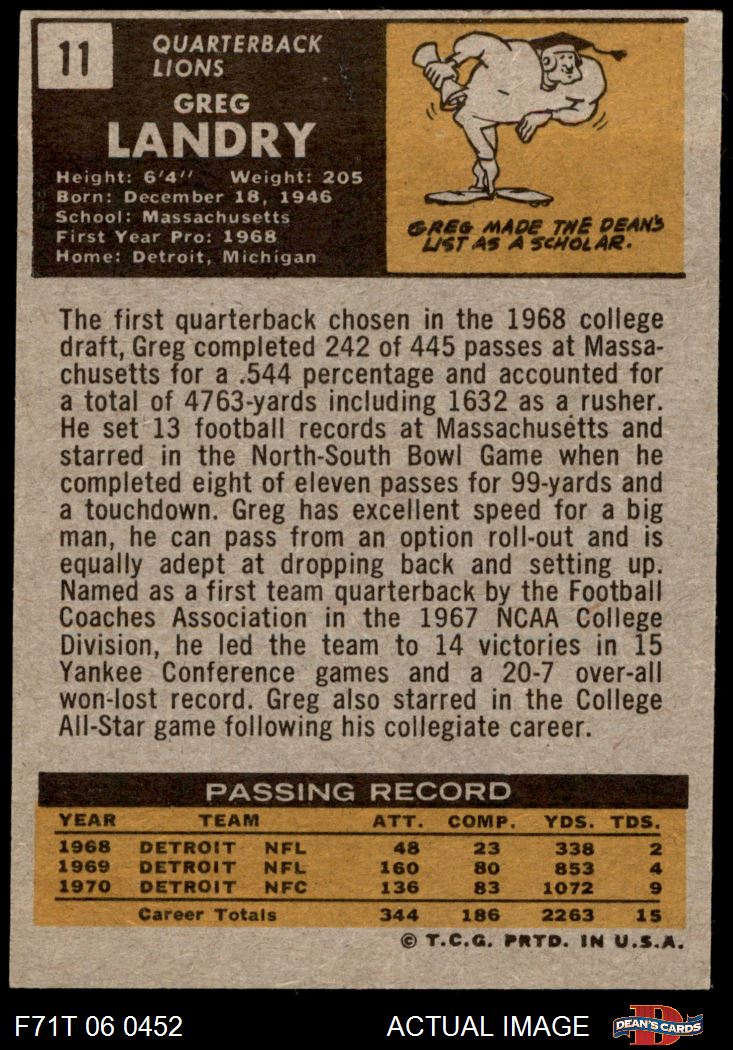 11
QUARTERBACK
LIONS
GREG
LANDRY
Height: 6'4" Weight: 205
Born: December 18, 1946
School: Massachusetts
First Year Pro: 1968
Home: Detroit, Michigan
GREG MADE THE DEAN'S
LIST AS A SCHOLAR.
The first quarterback chosen in the 1968 college
draft, Greg completed 242 of 445 passes at Massa-
chusetts for a .544 percentage and accounted for
a total of 4763-yards including 1632 as a rusher.
He set 13 football records at Massachusetts and
starred in the North-South Bowl Game when he
completed eight of eleven passes for 99-yards and
a touchdown. Greg has excellent speed for a big
man, he can pass from an option roll-out and is
equally adept at dropping back and setting up.
Named as a first team quarterback by the Football
Coaches Association in the 1967 NCAA College
Division, he led the team to 14 victories in 15
Yankee Conference games and a 20-7 over-all
won-lost record. Greg also starred in the College
All-Star game following his collegiate career.
PASSING RECORD
YEAR TEAM ATT. COMP. YDS. TDS.
1968 DETROIT NFL 48 23 338 2
1969 DETROIT NFL 160 80 853 4
1970 DETROIT NFC 136 83 1072 9
Career Totals 344 186 2263 15
© T.C.G. PRTD. IN U.S.A.
F71T 06 0452 ACTUAL IMAGE
D
DEAN'S CARDS